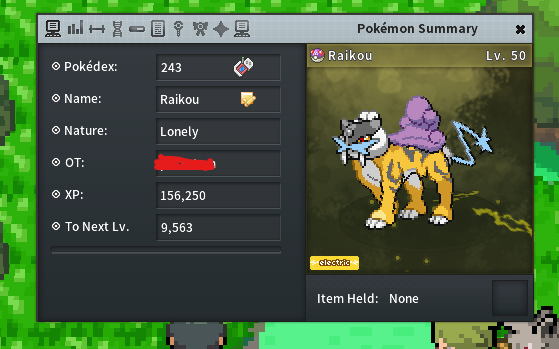 Pokémon Summary
Pokédex: 243
Name: Raikou
Nature: Lonely
OT:
XP: 156,250
To Next Lv. 9,563
Raikou Lv. 50
electric
Item Held: None